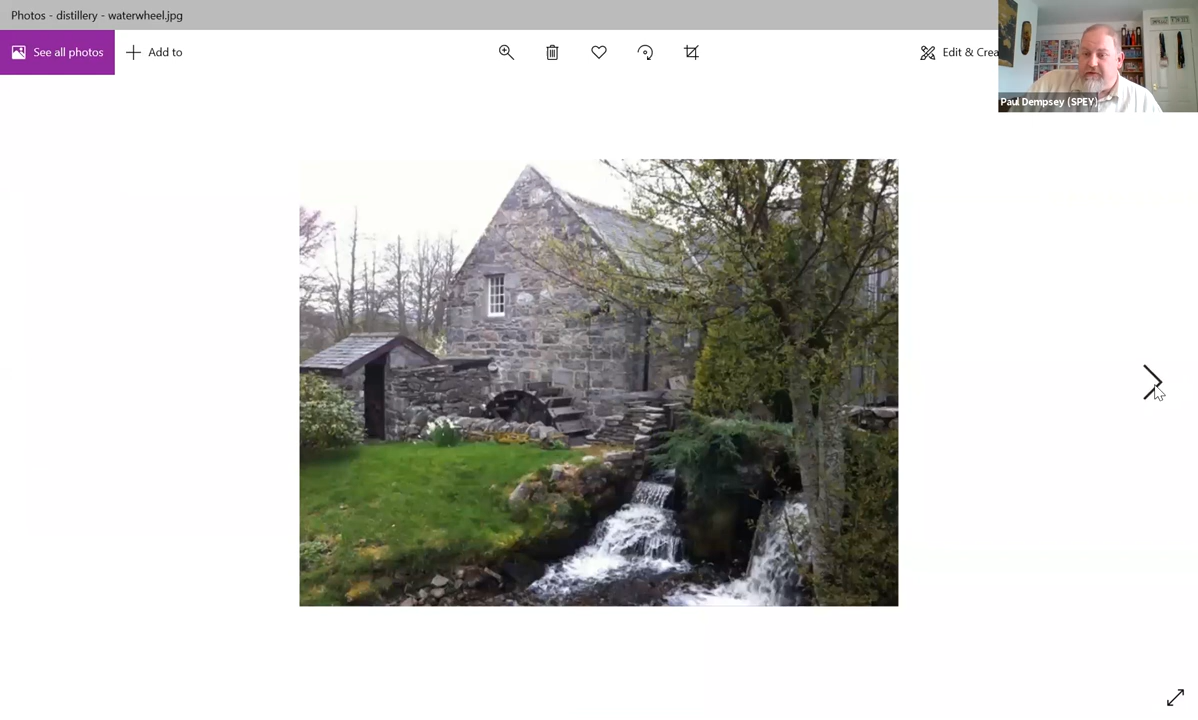 Photos - distillery - waterwheel.jpg
See all photos
Add to
Edit & Crea
Paul Dempsey (SPEY)